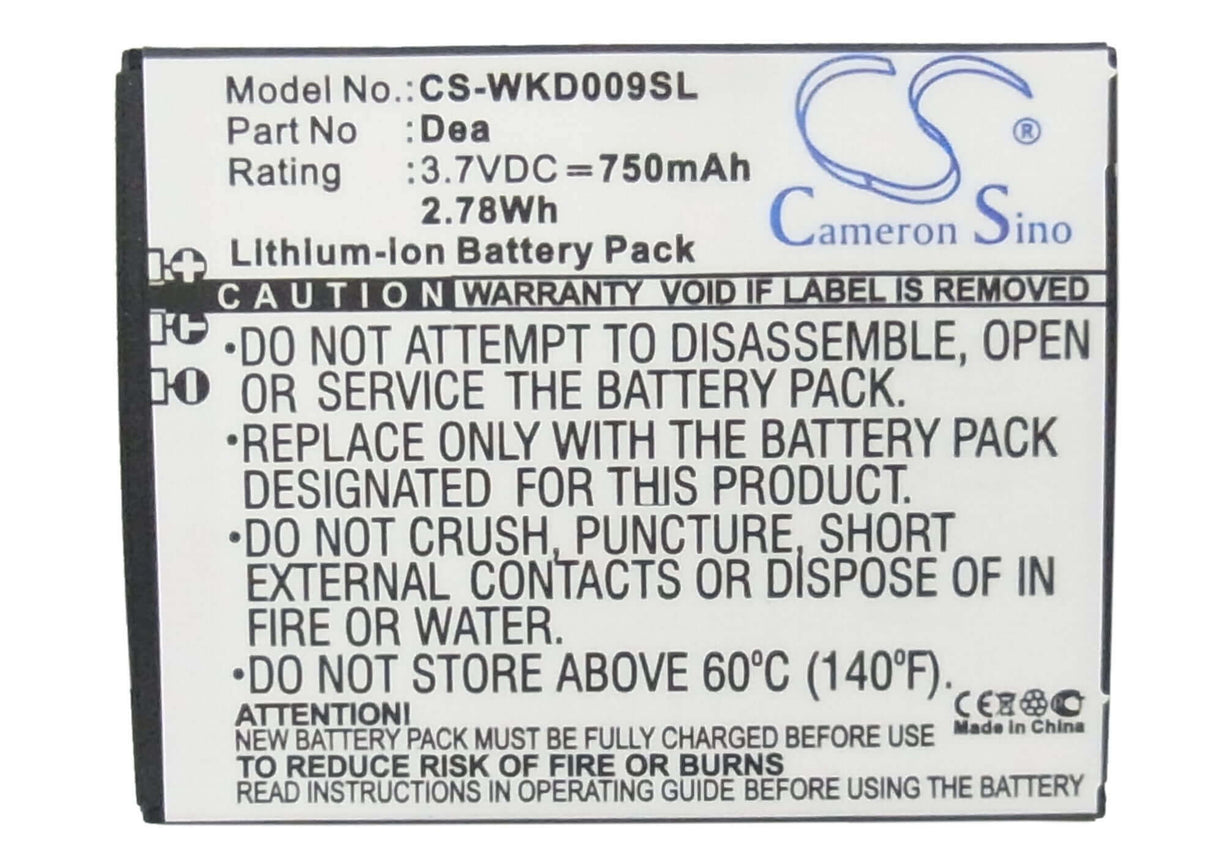 Model No.:CS-WKD009SL
Part No :Dea
Rating :3.7VDC=750mAh
2.78Wh
Lithium-ion Battery Pack
CS®
Cameron Sino
CAUTION WARRANTY VOID IF LABEL IS REMOVED
•DO NOT ATTEMPT TO DISASSEMBLE, OPEN
OR SERVICE THE BATTERY PACK.
•REPLACE ONLY WITH THE BATTERY PACK
DESIGNATED FOR THIS PRODUCT.
•DO NOT CRUSH, PUNCTURE, SHORT
EXTERNAL CONTACTS OR DISPOSE OF IN
FIRE OR WATER.
•DO NOT STORE ABOVE 60ºC (140ºF).
CE
Made in China
ATTENTION!
NEW BATTERY PACK MUST BE FULLY CHARGED BEFORE USE
TO REDUCE RISK OF FIRE OR BURNS
READ INSTRUCTIONS IN OPERATING GUIDE BEFORE USING THE BATTERY